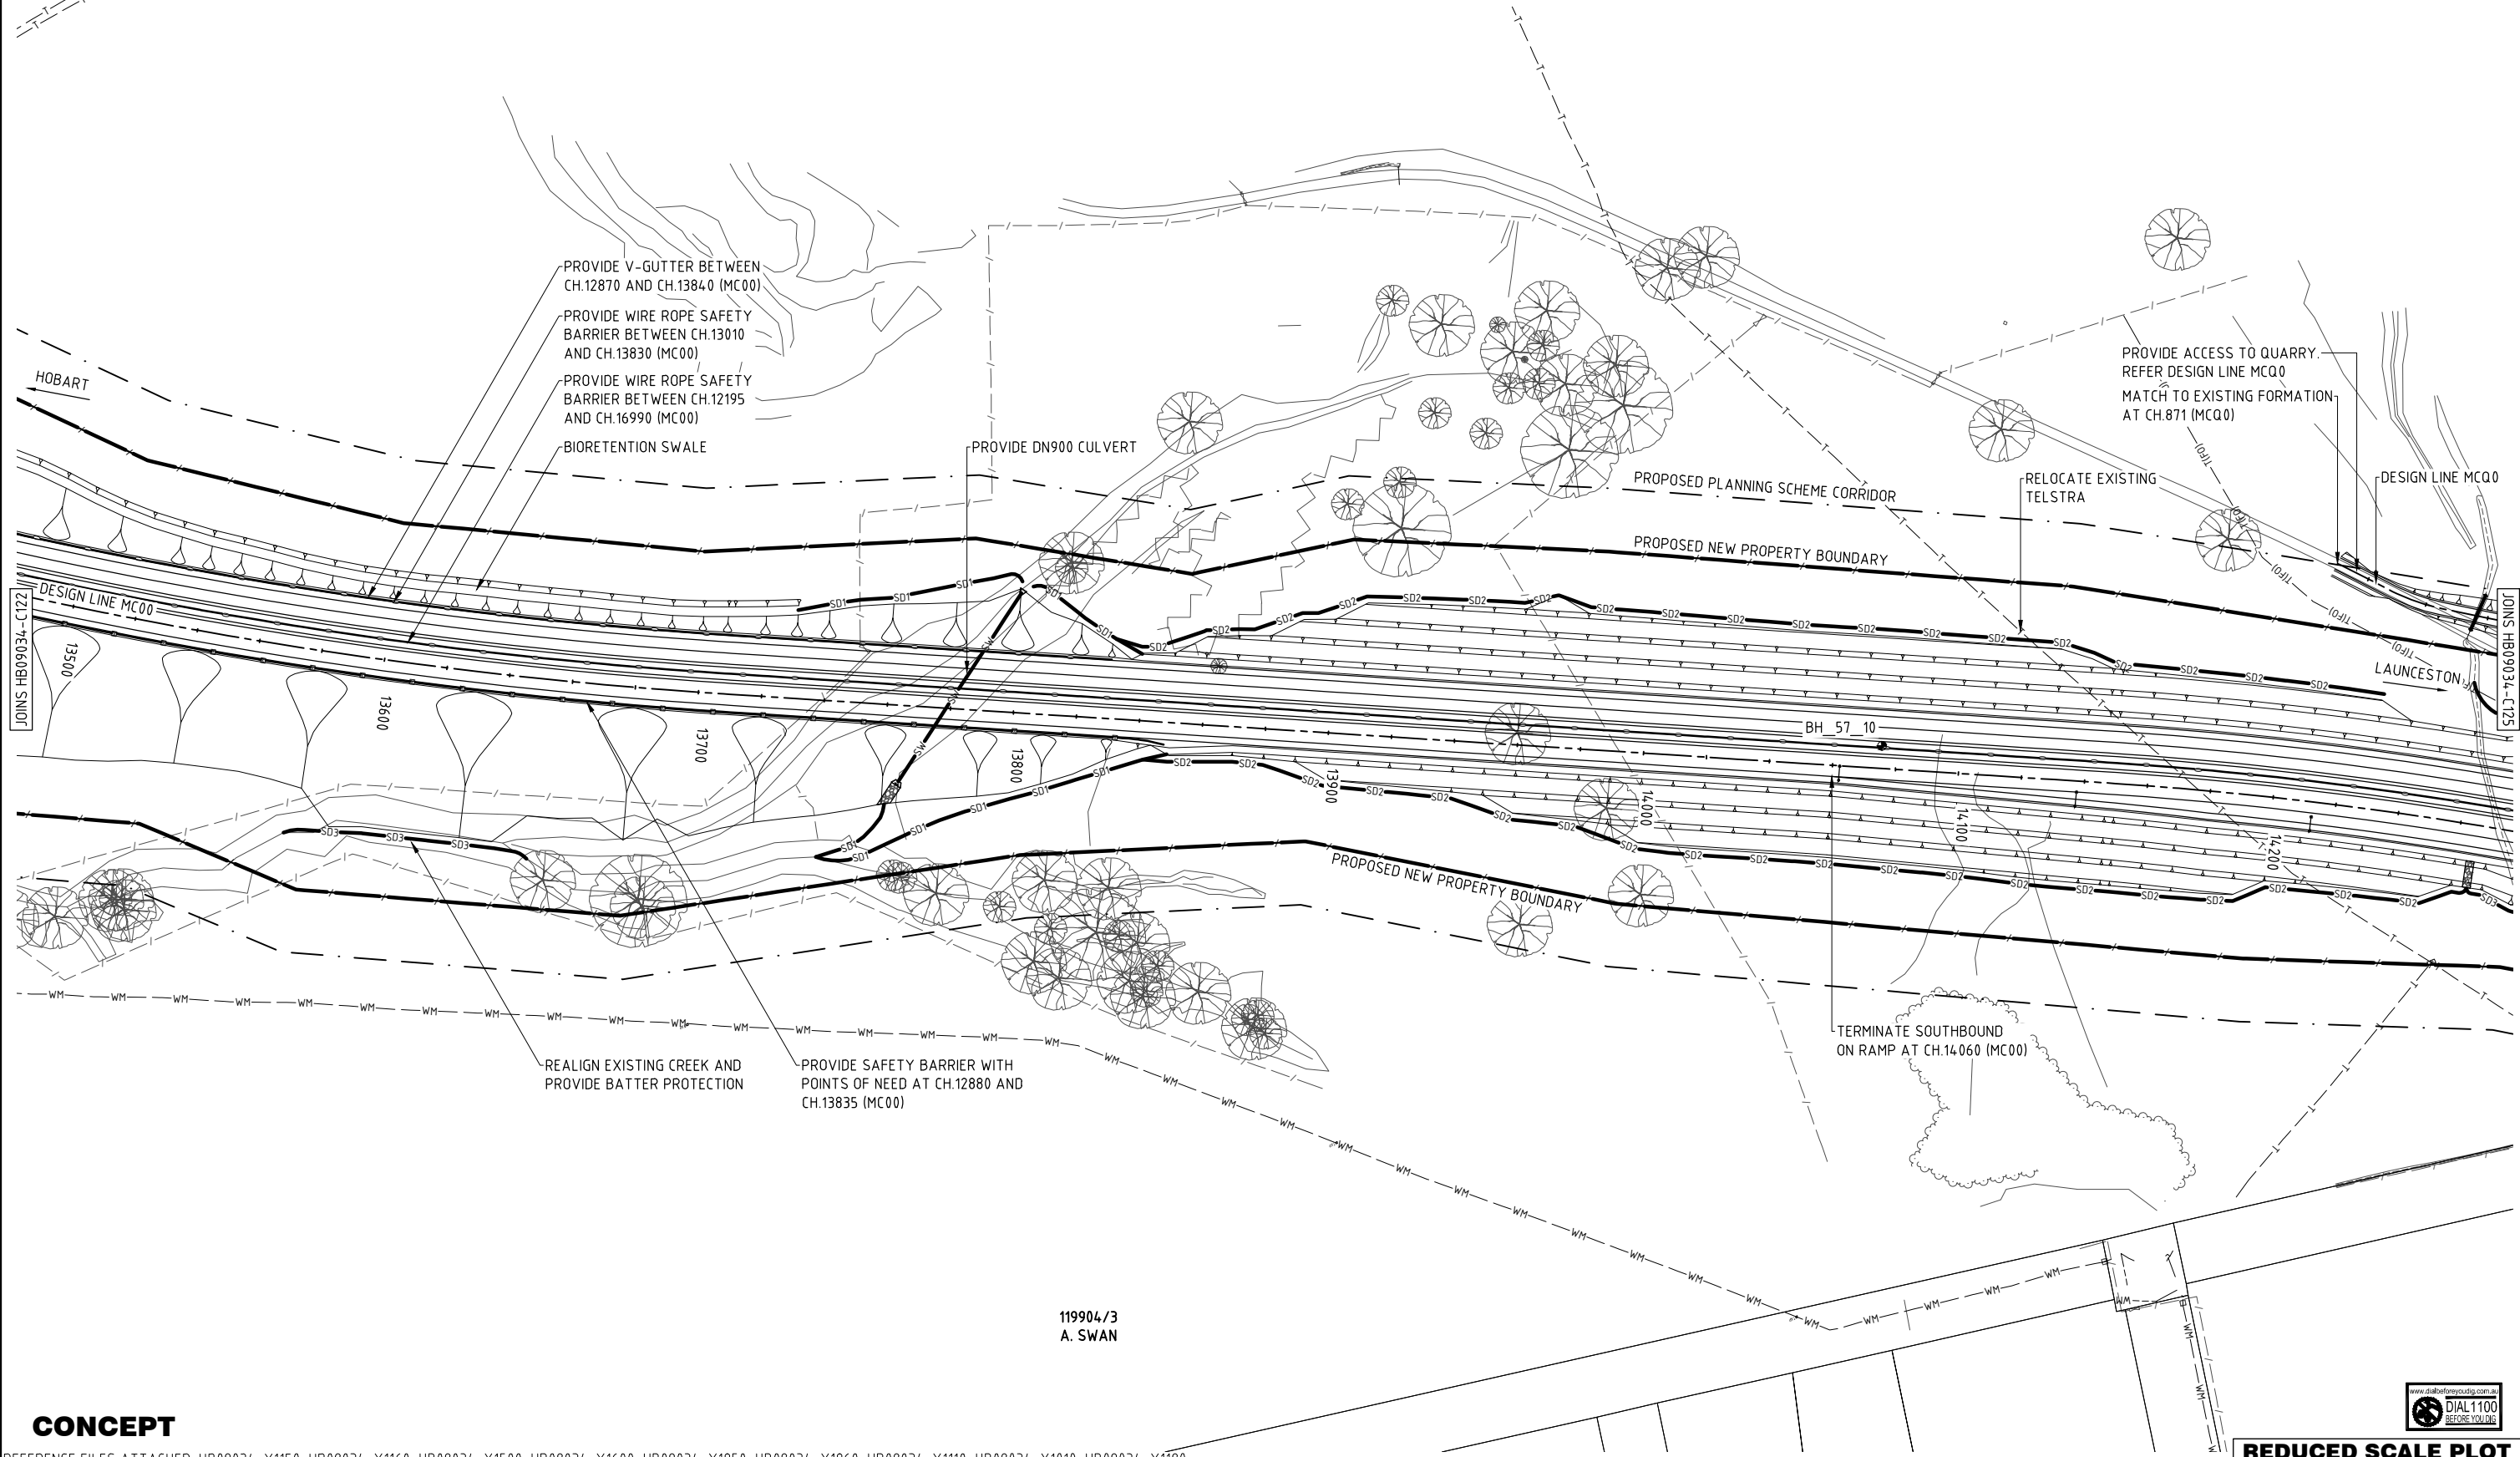 PROVIDE V-GUTTER BETWEEN
CH.12870 AND CH.13840 (MC00)
PROVIDE WIRE ROPE SAFETY
BARRIER BETWEEN CH.13010
AND CH.13830 (MC00)
PROVIDE WIRE ROPE SAFETY
BARRIER BETWEEN CH.12195
AND CH.16990 (MC00)
BIORETENTION SWALE
HOBART
PROVIDE DN900 CULVERT
PROPOSED PLANNING SCHEME CORRIDOR
PROPOSED NEW PROPERTY BOUNDARY
RELOCATE EXISTING
TELSTRA
PROVIDE ACCESS TO QUARRY.
REFER DESIGN LINE MCQ0
MATCH TO EXISTING FORMATION
AT CH.871 (MCQ0)
DESIGN LINE MCQ0
JOINS HB09034-C122
DESIGN LINE MC00
JOINS HB09034-C125
LAUNCESTON
BH_57_10
13500
13600
13700
13800
13900
14000
14100
14200
PROPOSED NEW PROPERTY BOUNDARY
REALIGN EXISTING CREEK AND
PROVIDE BATTER PROTECTION
PROVIDE SAFETY BARRIER WITH
POINTS OF NEED AT CH.12880 AND
CH.13835 (MC00)
TERMINATE SOUTHBOUND
ON RAMP AT CH.14060 (MC00)
119904/3
A. SWAN
CONCEPT
www.dialbeforeyoudig.com.au
DIAL1100
BEFORE YOU DIG
REDUCED SCALE PLOT